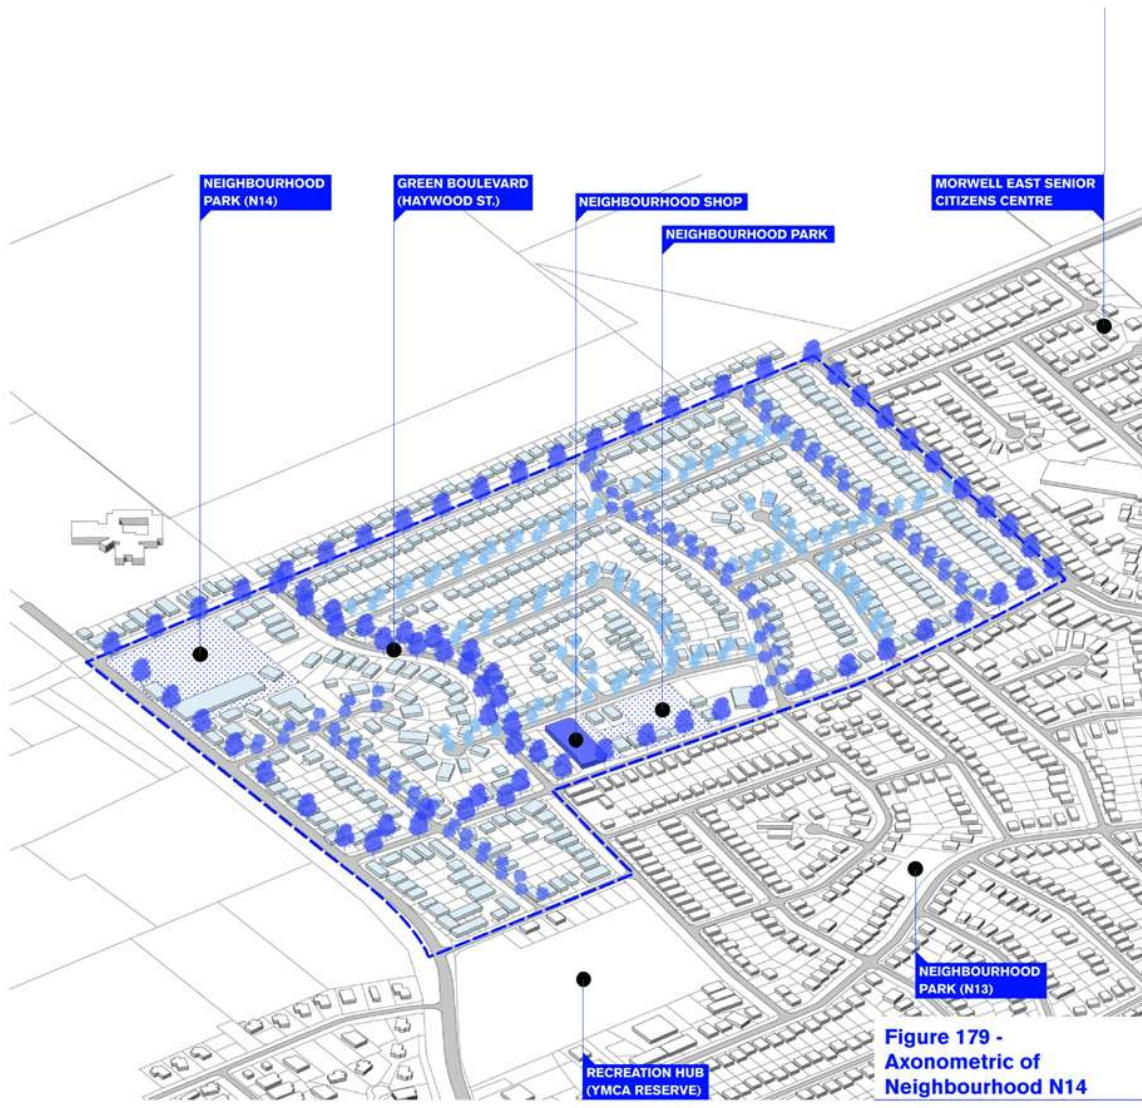 NEIGHBOURHOOD
PARK (N14)
GREEN BOULEVARD
(HAYWOOD ST.)
NEIGHBOURHOOD SHOP
NEIGHBOURHOOD PARK
MORWELL EAST SENIOR
CITIZENS CENTRE
NEIGHBOURHOOD
PARK (N13)
RECREATION HUB
(YMCA RESERVE)
Figure 179 -
Axonometric of
Neighbourhood N14